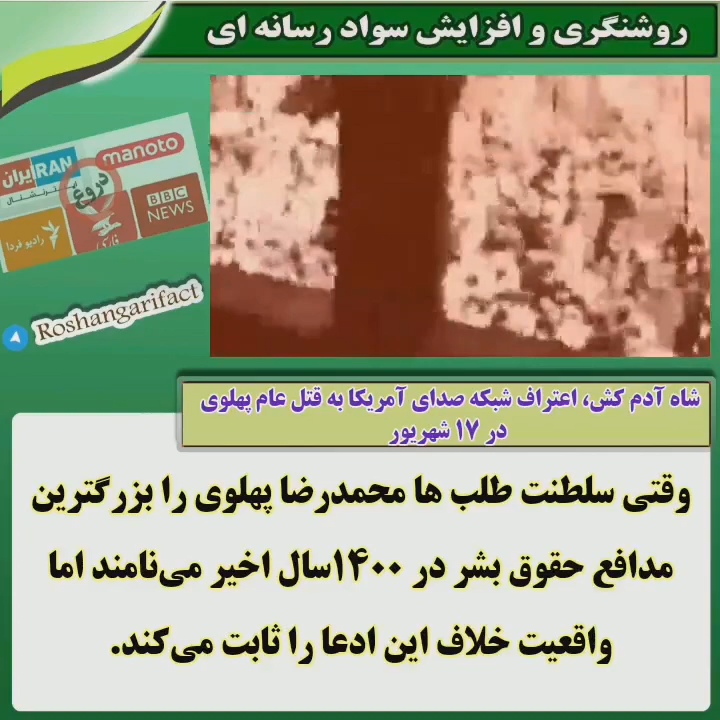 روشنگری و افزایش سواد رسانه ای
manoto
ایران IRAN
اینترنشنال
دروغ
BBC
NEWS
رادیو فردا
فارسی
Roshangarifact
شاه آدم کش، اعتراف شبکه صدای آمریکا به قتل عام پهلوی
در ۱۷ شهریور
وقتی سلطنت طلب ها محمدرضا پهلوی را بزرگترین
مدافع حقوق بشر در ۱۴۰۰سال اخیر می‌نامند اما
واقعیت خلاف این ادعا را ثابت می‌کند.